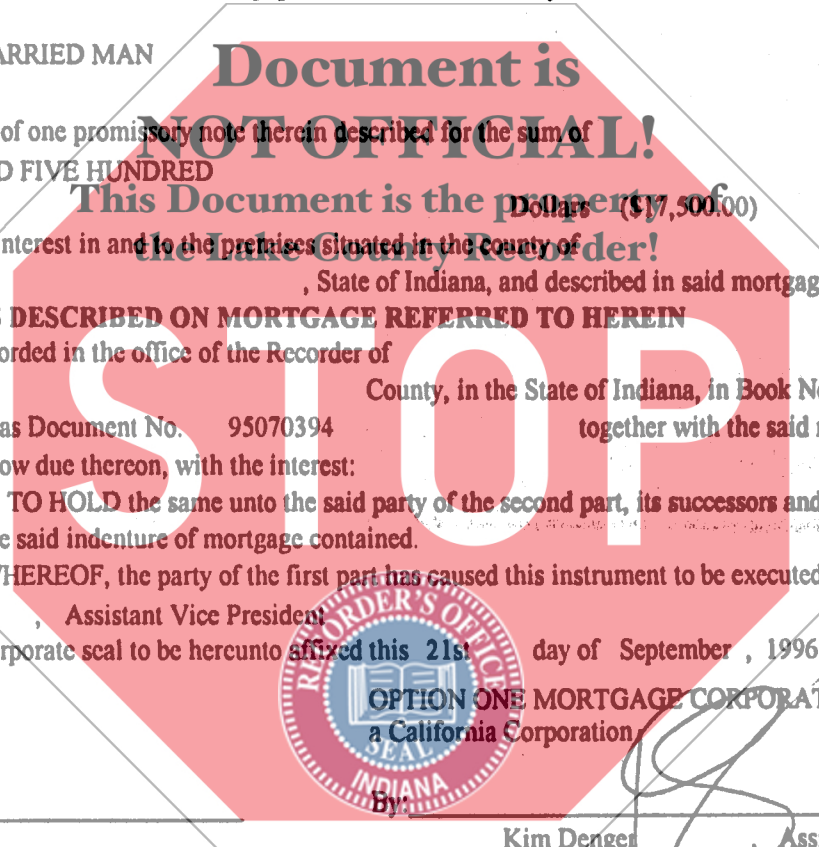 ARRIED MAN
Document is
of one promissory note therein described for the sum of
NOT OFFICIAL!
D FIVE HUNDRED
This Document is the property of
Dollars ($17,500.00)
nterest in and to the premises situated in the county of
the Lake County Recorder!
, State of Indiana, and described in said mortgag
DESCRIBED ON MORTGAGE REFERRED TO HEREIN
orded in the office of the Recorder of
STOP
County, in the State of Indiana, in Book No
as Document No. 95070394 together with the said
ow due thereon, with the interest:
TO HOLD the same unto the said party of the second part, its successors and
e said indenture of mortgage contained.
HEREOF, the party of the first part has caused this instrument to be executed
, Assistant Vice President
rporate seal to be hereunto affixed this 21st day of September , 1996
RECORDER'S OFFICE
SEAL
INDIANA
OPTION ONE MORTGAGE CORPORAT
a California Corporation
By:
Kim Denger , Ass